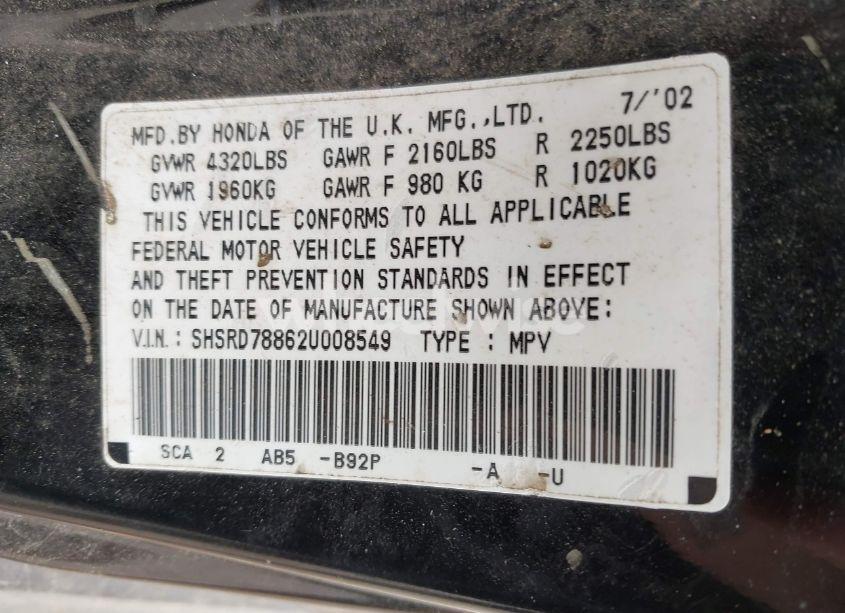 MFD.BY HONDA OF THE U.K. MFG.,LTD. 7/'02
GVWR 4320LBS GAWR F 2160LBS R 2250LBS
GVWR 1960KG GAWR F 980 KG R 1020KG
THIS VEHICLE CONFORMS TO ALL APPLICABLE
FEDERAL MOTOR VEHICLE SAFETY
AND THEFT PREVENTION STANDARDS IN EFFECT
ON THE DATE OF MANUFACTURE SHOWN ABOVE:
V.I.N.: SHSRD78862U008549 TYPE : MPV
SCA 2 AB5 -B92P -A -U